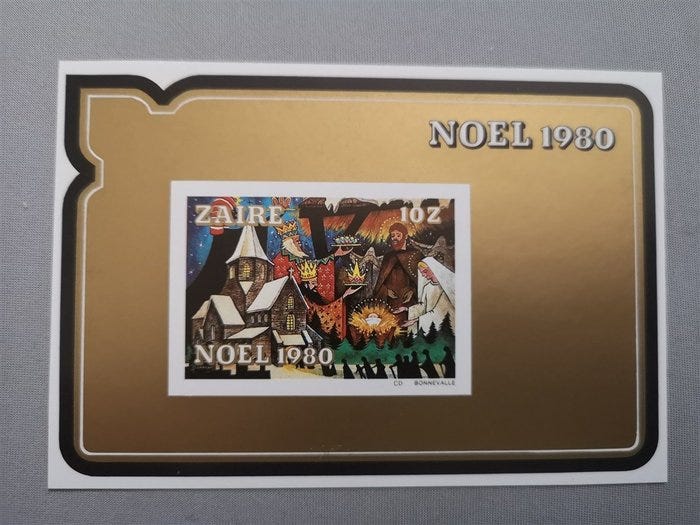 NOEL 1980
ZAIRE 10Z
NOEL 1980
CD BONNEVALLE